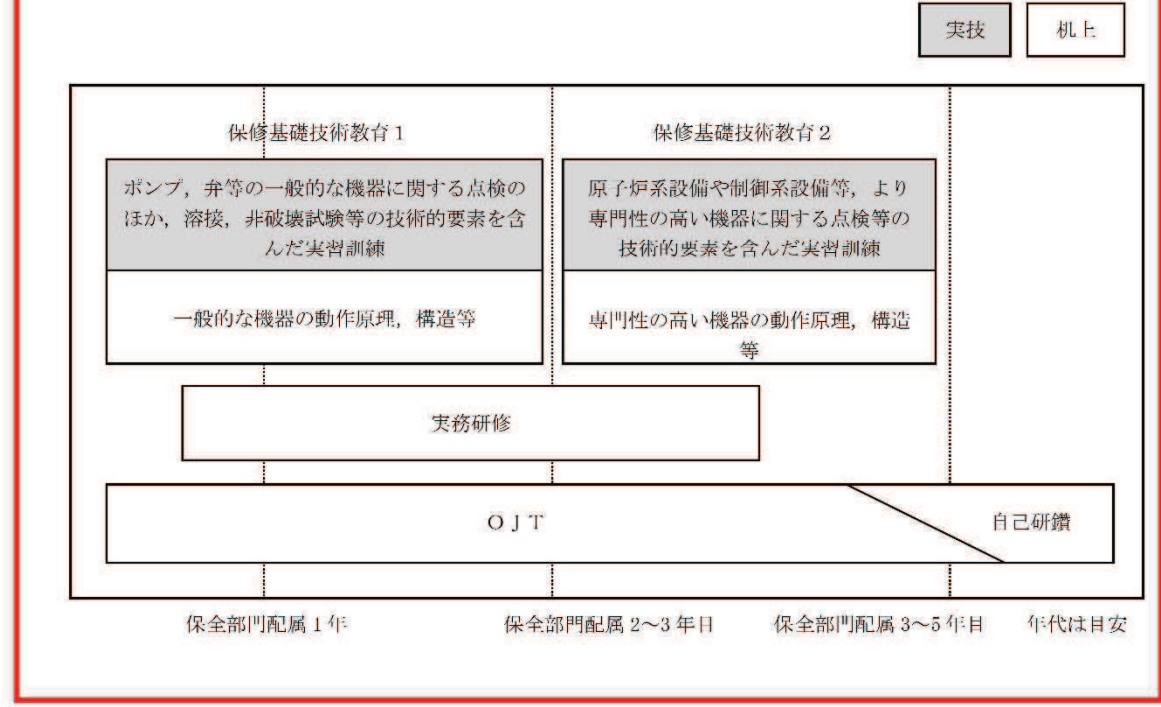 実技
机上
保修基礎技術教育1
保修基礎技術教育2
ポンプ，弁等の一般的な機器に関する点検の
ほか，溶接，非破壊試験等の技術的要素を含
んだ実習訓練
原子炉系設備や制御系設備等，より
専門性の高い機器に関する点検等の
技術的要素を含んだ実習訓練
一般的な機器の動作原理，構造等
専門性の高い機器の動作原理，構造
等
実務研修
ＯＪＴ
自己研鑽
保全部門配属1年
保全部門配属2～3年目
保全部門配属3～5年目
年代は目安